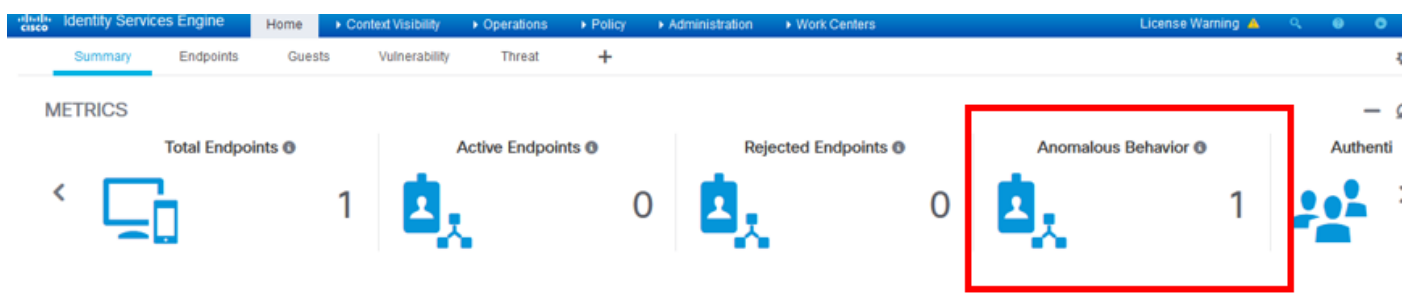 cisco Identity Services Engine Home Context Visibility Operations Policy Administration Work Centers License Warning
Summary Endpoints Guests Vulnerability Threat +
METRICS
Total Endpoints Active Endpoints Rejected Endpoints Anomalous Behavior Authenti
1 0 0 1